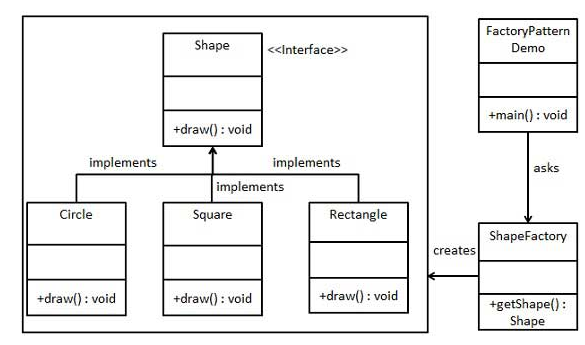 Shape
<<Interface>>
+draw() : void
implements
implements
implements
Circle
+draw() : void
Square
+draw() : void
Rectangle
+draw() : void
FactoryPattern
Demo
+main() : void
asks
creates
ShapeFactory
+getShape() :
Shape